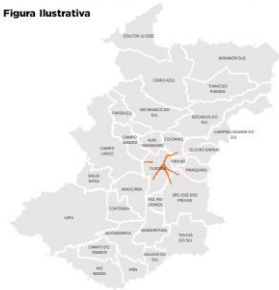 Figura Ilustrativa
DOUTOR ULYSSES
ADRIANÓPOLIS
CERRO AZUL
TUNAS DO
PARANÁ
RIO BRANCO DO
SUL
ITAPERUÇU
BOCAIÚVA DO
SUL
CAMPINA GRANDE DO
SUL
CAMPO
MAGRO
ALM.
TAMANDARÉ
COLOMBO
CAMPO
LARGO
QUATRO BARRAS
PINHAIS
PIRAQUARA
BALSA
NOVA
ARAUCÁRIA
SÃO JOSÉ DOS
PINHAIS
FAZ. RIO
GRANDE
CONTENDA
LAPA
MANDIRITUBA
QUITANDINHA
TIJUCAS
DO SUL
CAMPO DO
TENENTE
AGUDOS DO
SUL
RIO
NEGRO
PIÊN